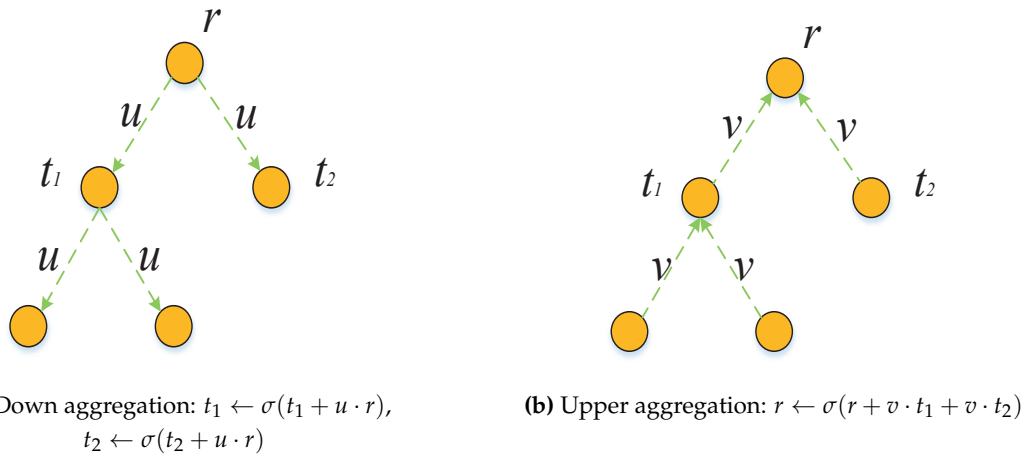 r
u u
t₁ t₂
u u
Down aggregation: t₁ ← σ(t₁ + u · r),
t₂ ← σ(t₂ + u · r)
r
v v
t₁ t₂
v v
(b) Upper aggregation: r ← σ(r + v · t₁ + v · t₂)